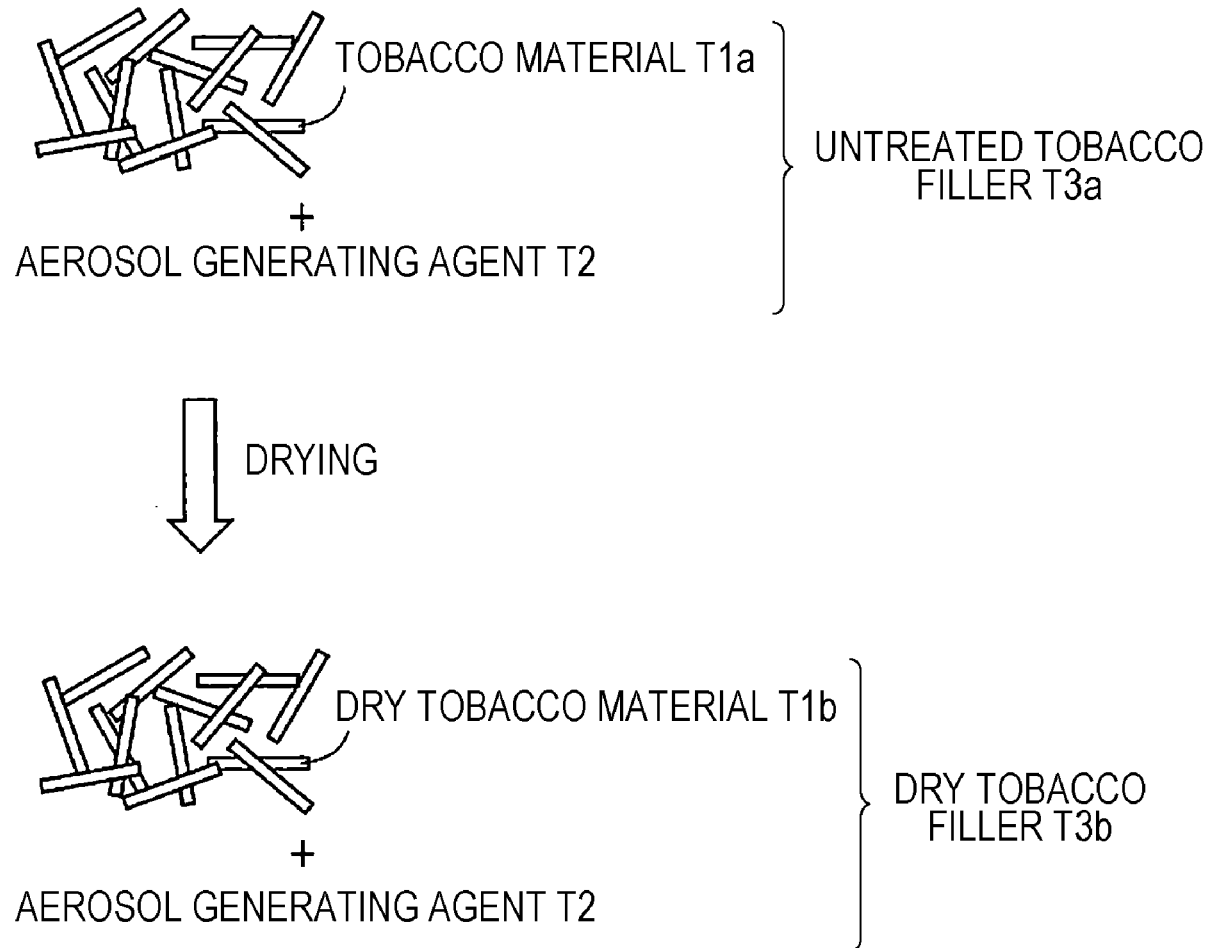 TOBACCO MATERIAL T1a
UNTREATED TOBACCO
FILLER T3a
+
AEROSOL GENERATING AGENT T2
DRYING
DRY TOBACCO MATERIAL T1b
DRY TOBACCO
FILLER T3b
+
AEROSOL GENERATING AGENT T2